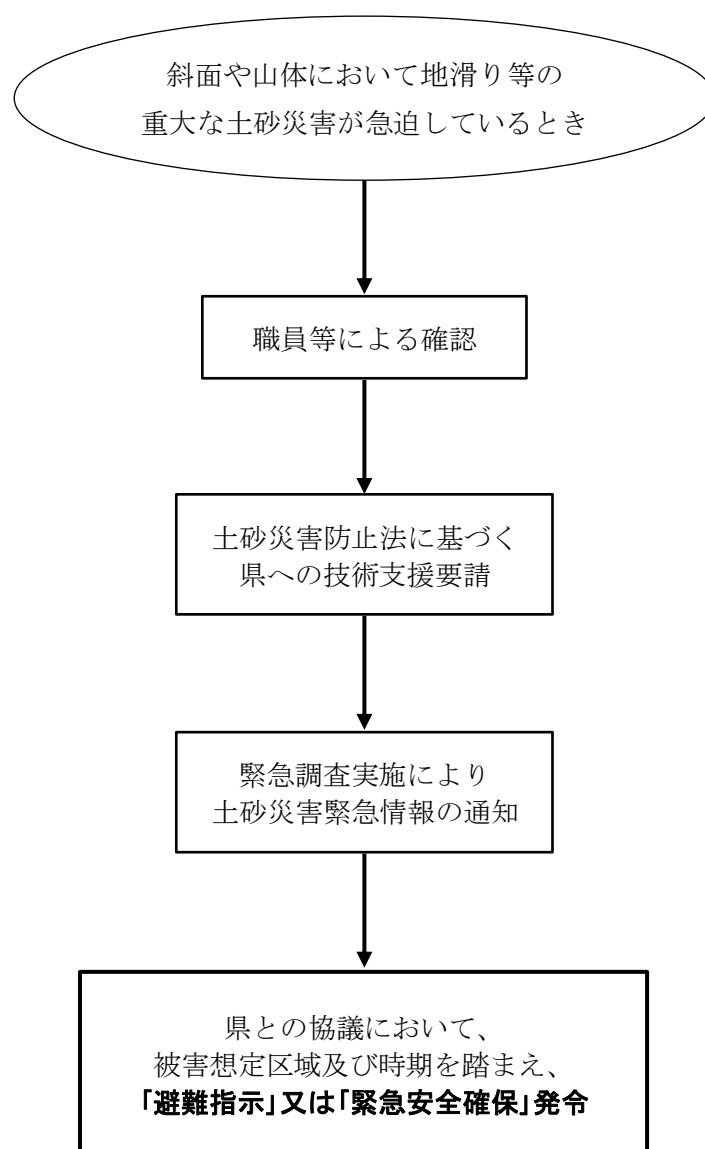 斜面や山体において地滑り等の
重大な土砂災害が急迫しているとき
職員等による確認
土砂災害防止法に基づく
県への技術支援要請
緊急調査実施により
土砂災害緊急情報の通知
県との協議において、
被害想定区域及び時期を踏まえ、
「避難指示」又は「緊急安全確保」発令